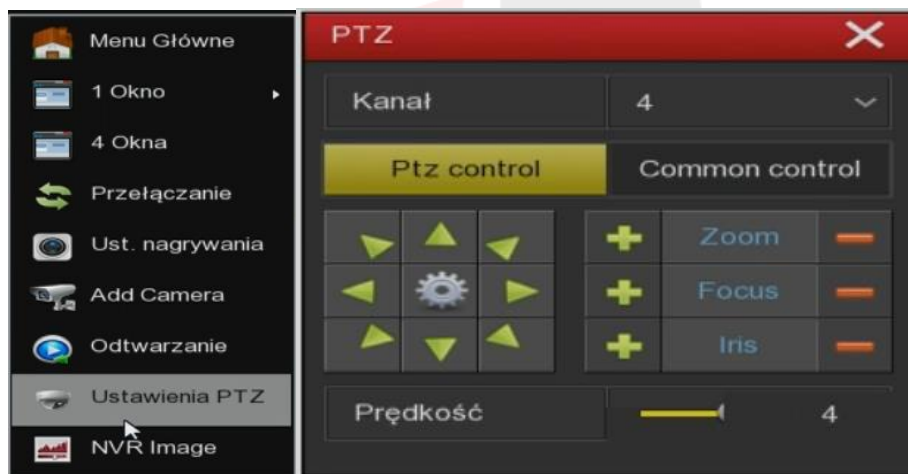 Menu Główne
1 Okno
4 Okna
Przełączanie
Ust. nagrywania
Add Camera
Odtwarzanie
Ustawienia PTZ
NVR Image
PTZ
Kanał 4
Ptz control Common control
Zoom
Focus
Iris
Prędkość 4